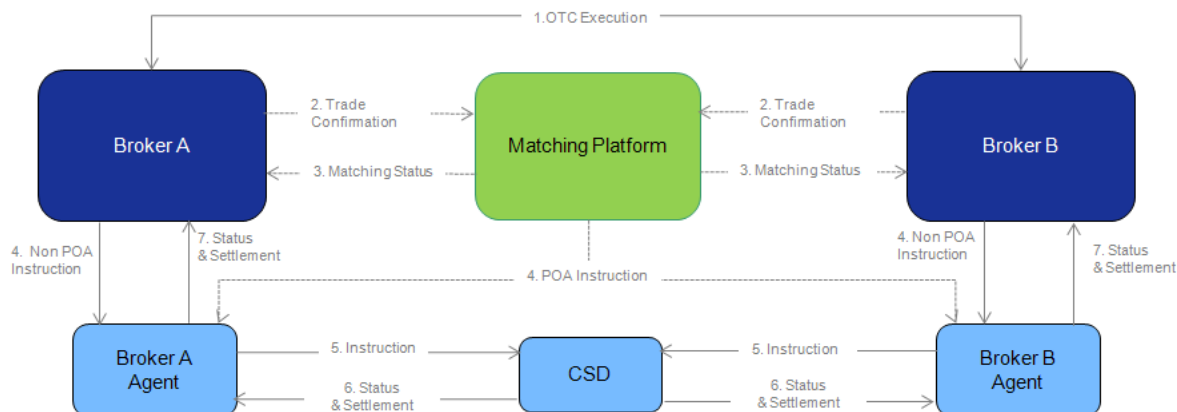 1.OTC Execution
Broker A
2. Trade
Confirmation
3. Matching Status
Matching Platform
2. Trade
Confirmation
3. Matching Status
Broker B
4. Non POA
Instruction
7. Status
& Settlement
4. POA Instruction
4. Non POA
Instruction
7. Status
& Settlement
Broker A
Agent
5. Instruction
6. Status
& Settlement
CSD
5. Instruction
6. Status
& Settlement
Broker B
Agent